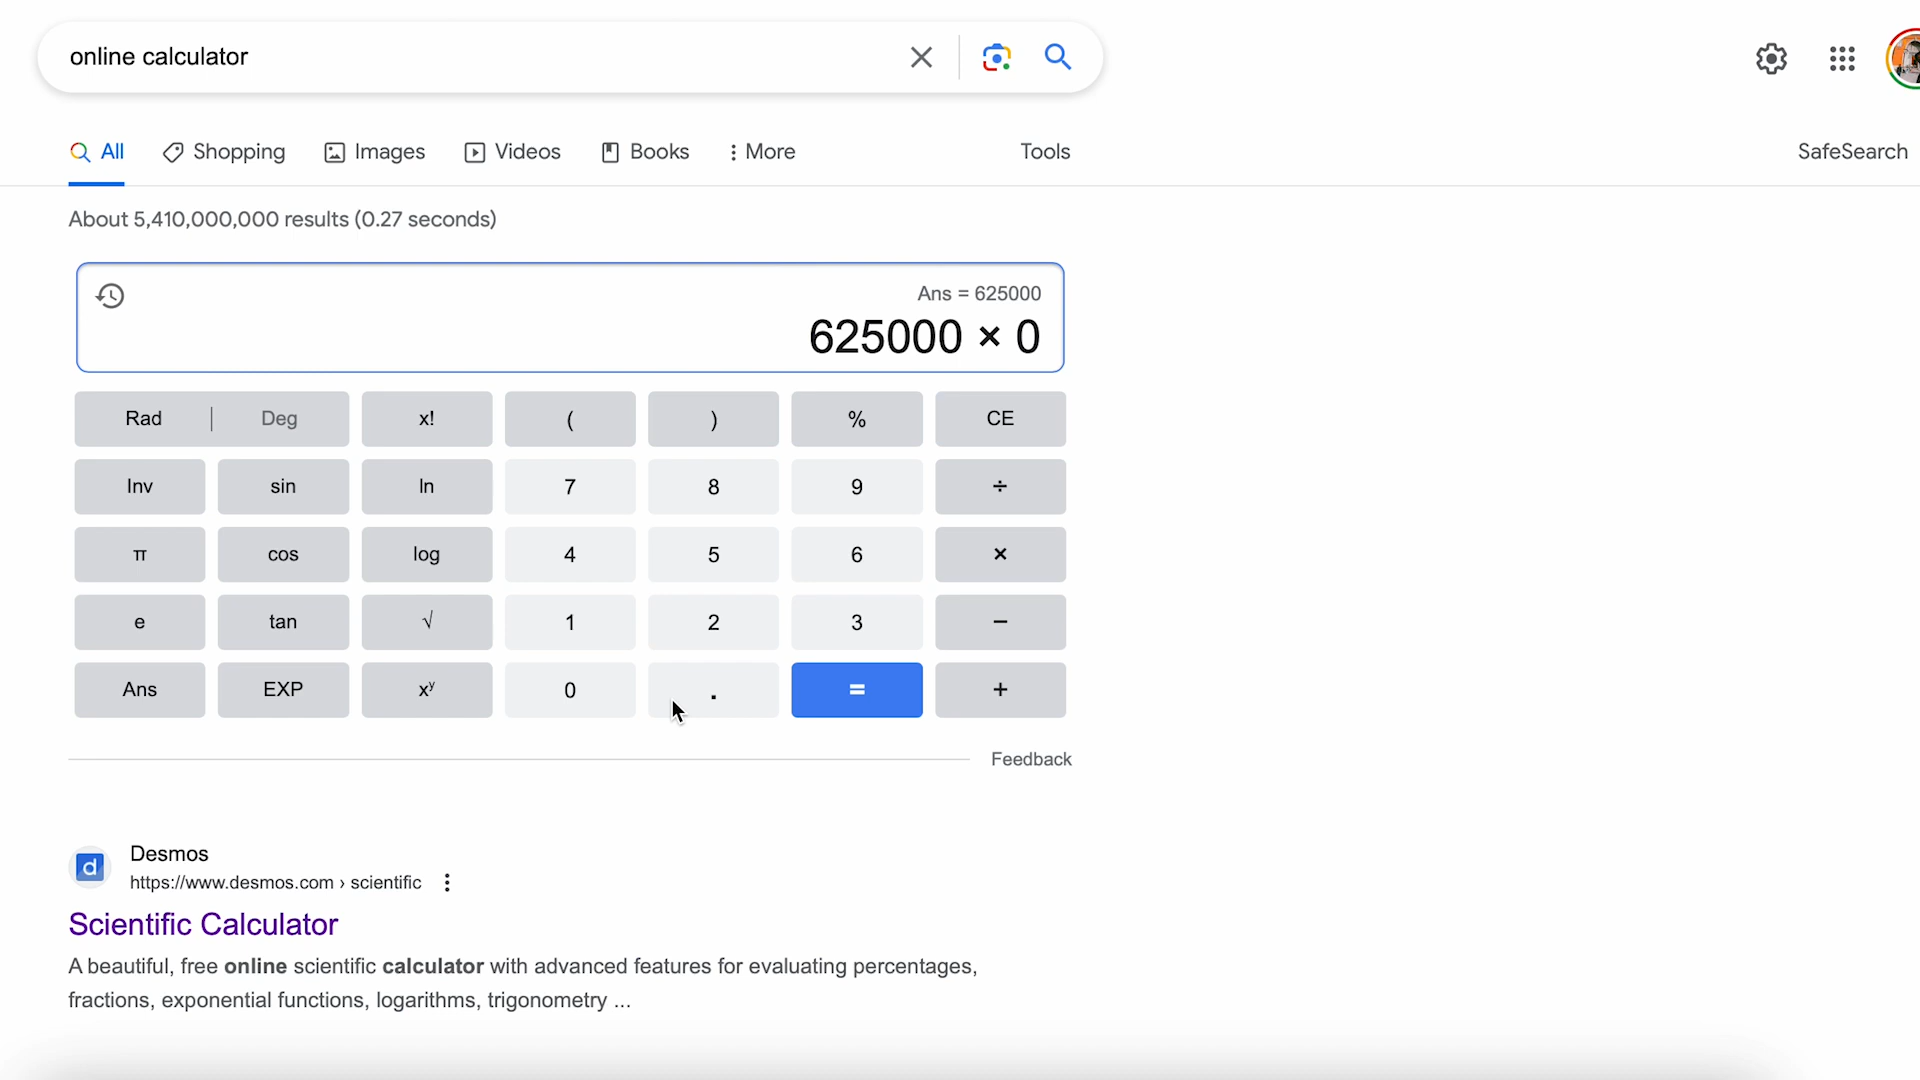 online calculator
All Shopping Images Videos Books More Tools SafeSearch
About 5,410,000,000 results (0.27 seconds)
Ans = 625000
625000 × 0
Rad | Deg x! ( ) % CE
Inv sin ln 7 8 9 ÷
π cos log 4 5 6 ×
e tan √ 1 2 3 −
Ans EXP xʸ 0 . = +
Feedback
d
Desmos
https://www.desmos.com › scientific
Scientific Calculator
A beautiful, free online scientific calculator with advanced features for evaluating percentages,
fractions, exponential functions, logarithms, trigonometry ...